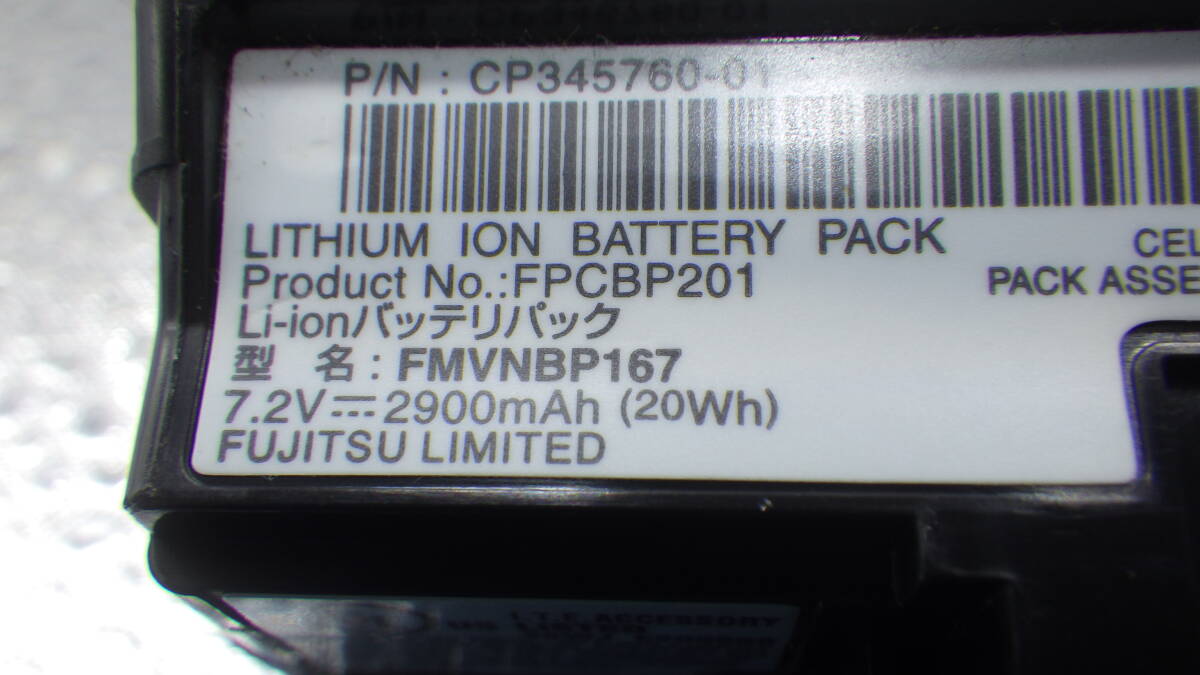 P/N : CP345760-01
LITHIUM ION BATTERY PACK
CEL
Product No.:FPCBP201
PACK ASSE
Li-ionバッテリパック
型 名 : FMVNBP167
7.2V⎓2900mAh (20Wh)
FUJITSU LIMITED
I.T.E ACCESSORY